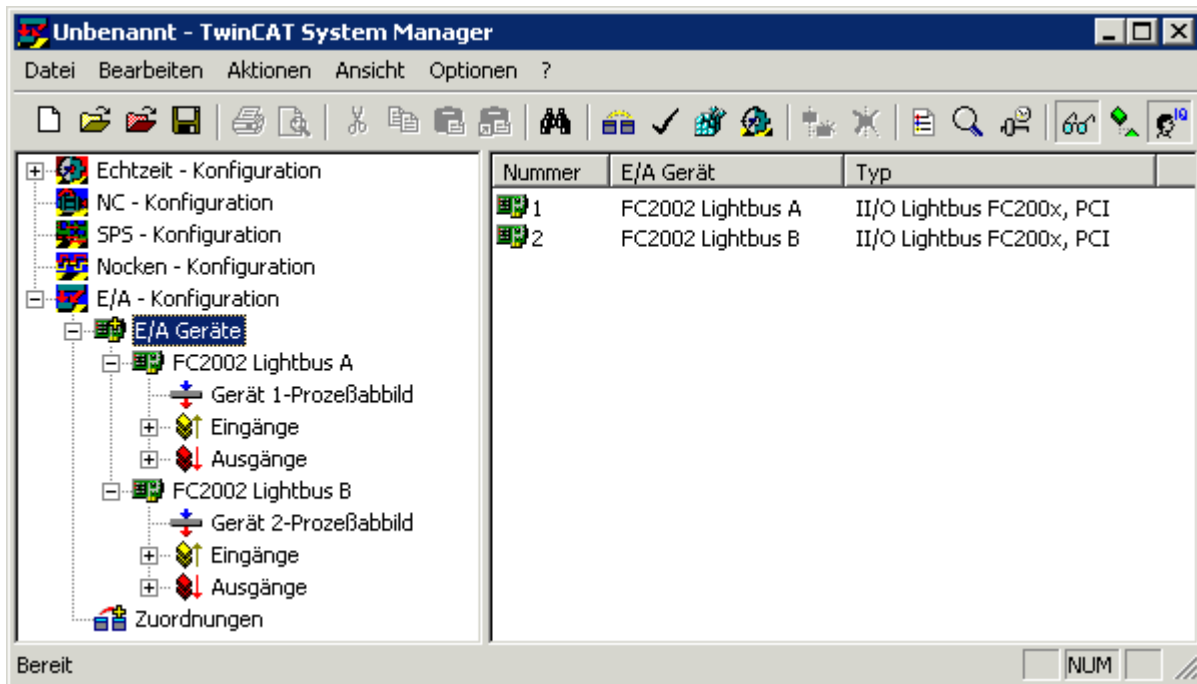 Unbenannt - TwinCAT System Manager
Datei Bearbeiten Aktionen Ansicht Optionen ?
IQ
Echtzeit - Konfiguration
NC - Konfiguration
SPS - Konfiguration
Nocken - Konfiguration
E/A - Konfiguration
E/A Geräte
FC2002 Lightbus A
Gerät 1-Prozeßabbild
Eingänge
Ausgänge
FC2002 Lightbus B
Gerät 2-Prozeßabbild
Eingänge
Ausgänge
Zuordnungen
Nummer E/A Gerät Typ
1 FC2002 Lightbus A II/O Lightbus FC200x, PCI
2 FC2002 Lightbus B II/O Lightbus FC200x, PCI
Bereit NUM